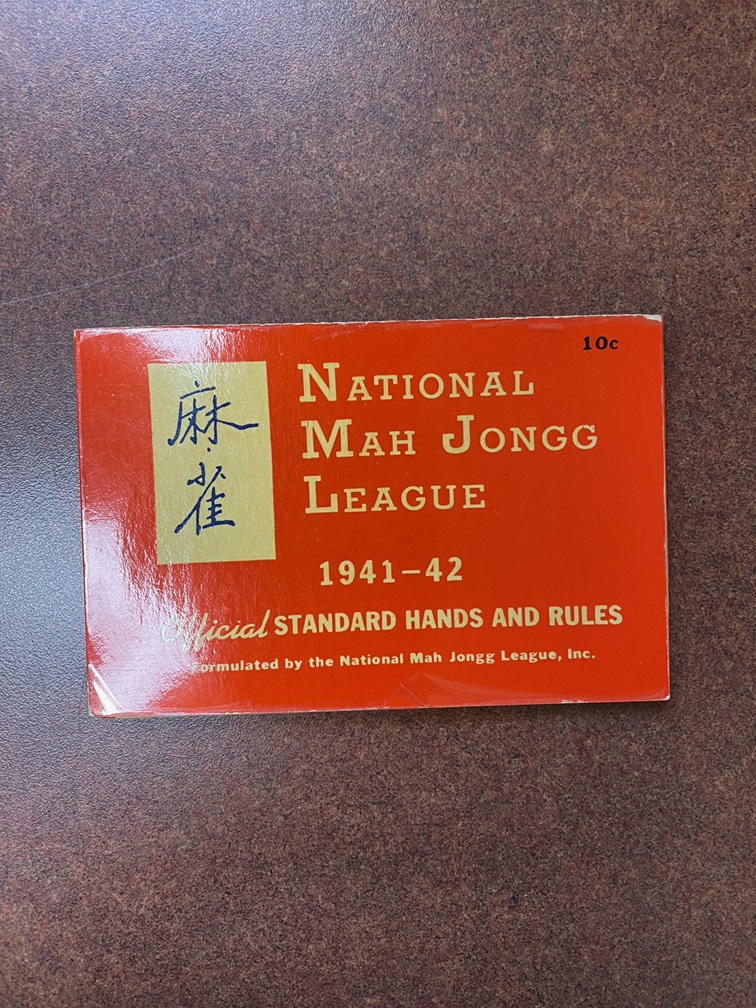 10c
麻
雀
NATIONAL
MAH JONGG
LEAGUE
1941–42
Official STANDARD HANDS AND RULES
Formulated by the National Mah Jongg League, Inc.